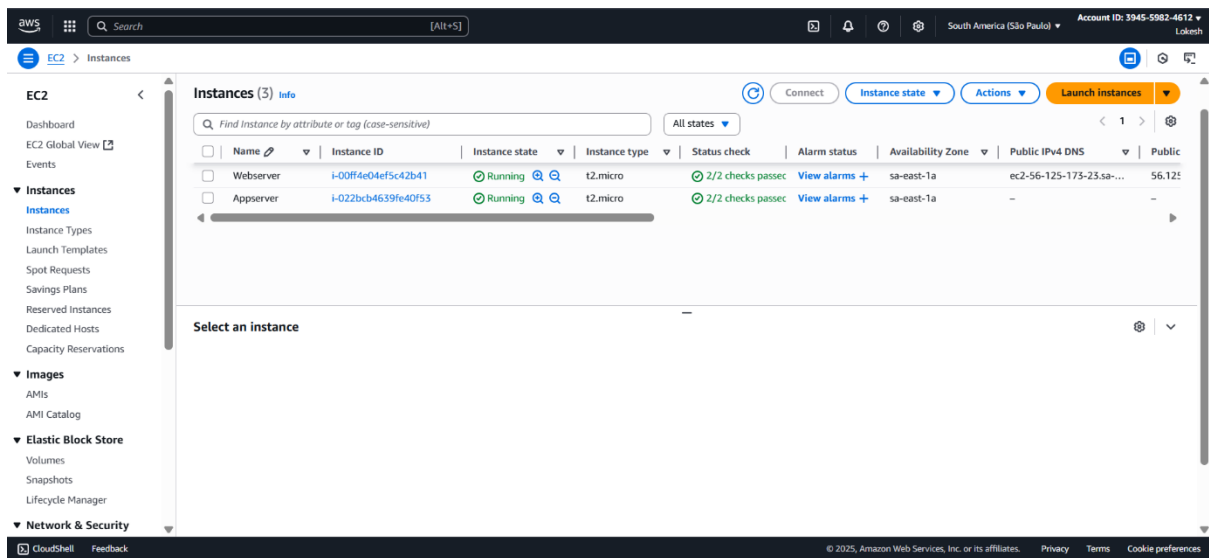 aws Search [Alt+S] South America (São Paulo) Account ID: 3945-5982-4612
Lokesh
EC2 > Instances
EC2
Dashboard
EC2 Global View
Events
Instances
Instances
Instance Types
Launch Templates
Spot Requests
Savings Plans
Reserved Instances
Dedicated Hosts
Capacity Reservations
Images
AMIs
AMI Catalog
Elastic Block Store
Volumes
Snapshots
Lifecycle Manager
Network & Security
Instances (3) Info Connect Instance state Actions Launch instances
Find Instance by attribute or tag (case-sensitive) All states < 1 >
Name Instance ID Instance state Instance type Status check Alarm status Availability Zone Public IPv4 DNS Public
Webserver i-00ff4e04ef5c42b41 Running t2.micro 2/2 checks passec View alarms + sa-east-1a ec2-56-125-173-23.sa-... 56.125
Appserver i-022bcb4639fe40f53 Running t2.micro 2/2 checks passec View alarms + sa-east-1a – –
Select an instance
CloudShell Feedback © 2025, Amazon Web Services, Inc. or its affiliates. Privacy Terms Cookie preferences